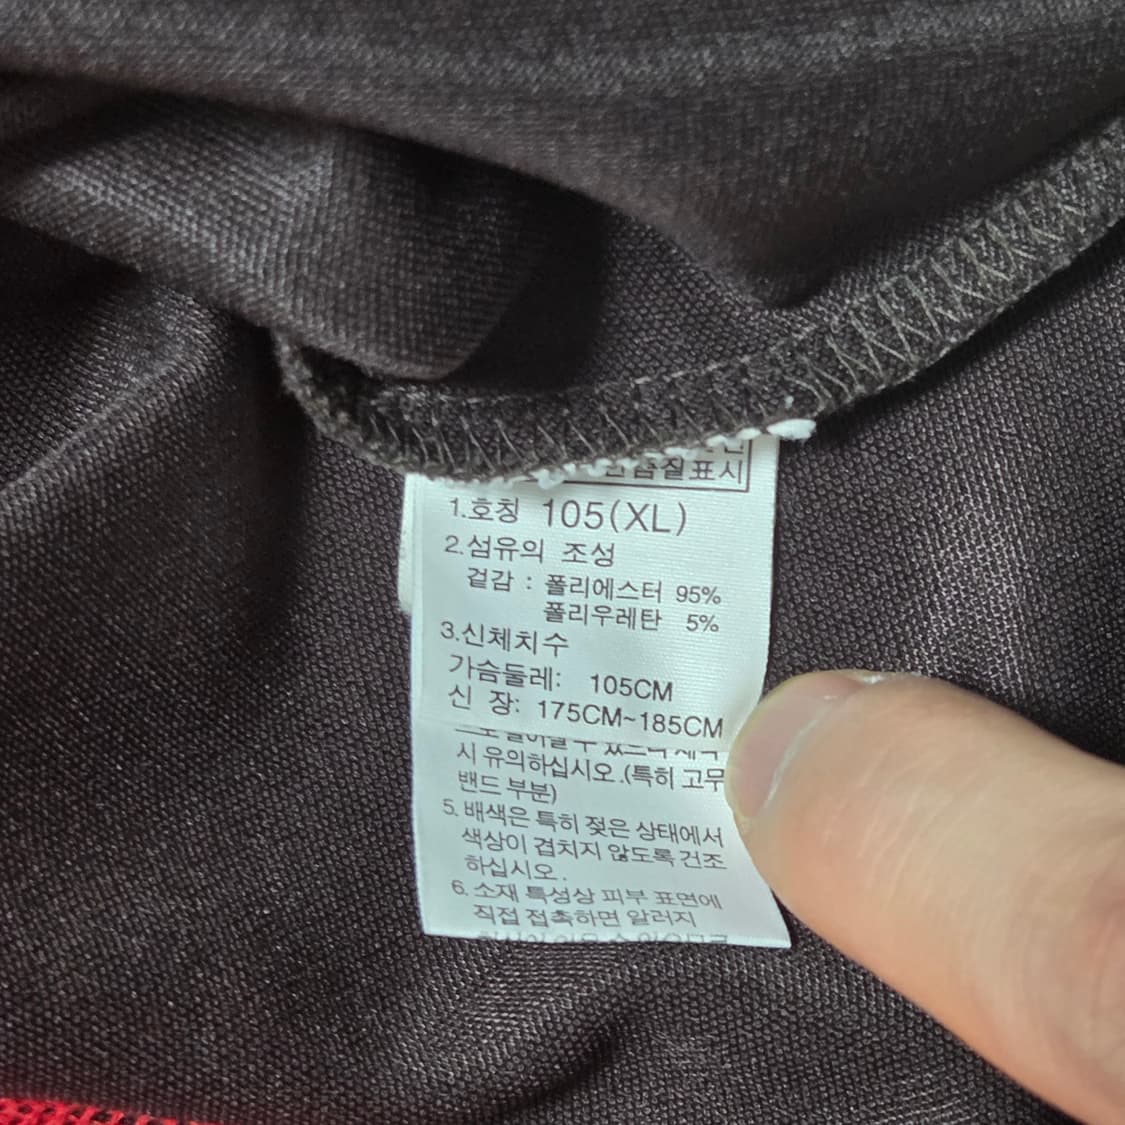 품질표시
1.호칭 105(XL)
2.섬유의 조성
겉감 : 폴리에스터 95%
폴리우레탄 5%
3.신체치수
가슴둘레: 105CM
신 장: 175CM~185CM
시 유의하십시오.(특히 고무
밴드 부분)
5. 배색은 특히 젖은 상태에서
색상이 겹치지 않도록 건조
하십시오.
6. 소재 특성상 피부 표면에
직접 접촉하면 알러지